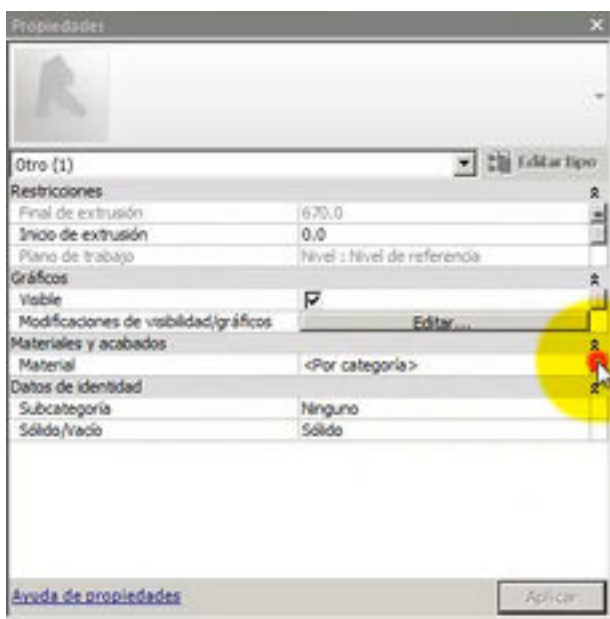 Propiedades
Otro (1)
Editar tipo
Restricciones
Final de extrusión 670.0
Inicio de extrusión 0.0
Plano de trabajo Nivel : Nivel de referencia
Gráficos
Visible
Modificaciones de visibilidad/gráficos Editar...
Materiales y acabados
Material <Por categoría>
Datos de identidad
Subcategoría Ninguno
Sólido/vacío Sólido
Ayuda de propiedades
Aplicar